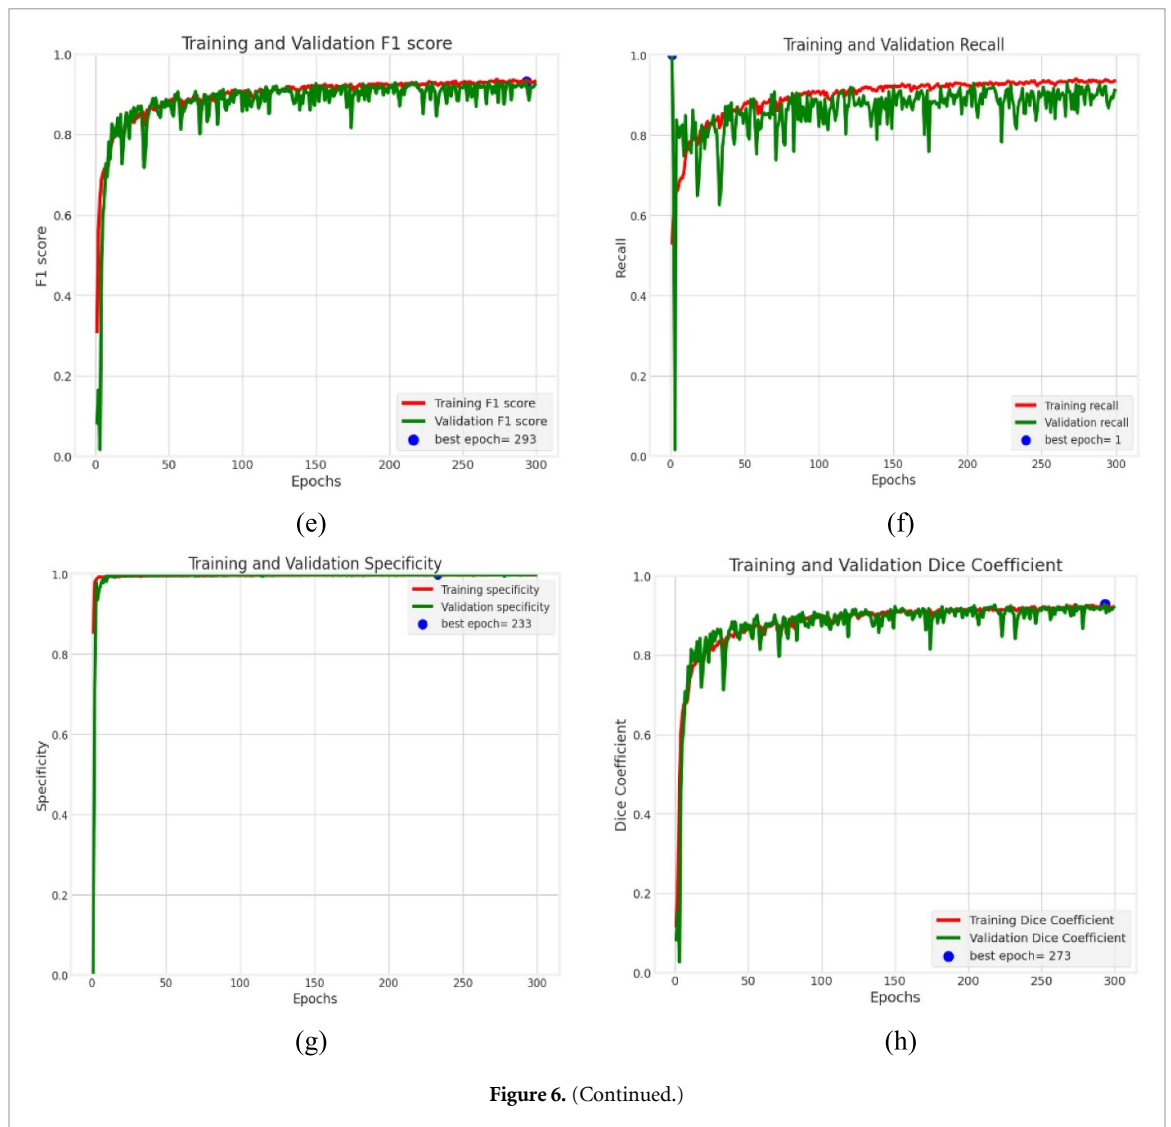 Training and Validation F1 score
1.0
0.8
0.6
0.4
0.2
0.0
F1 score
Training F1 score
Validation F1 score
best epoch= 293
0 50 100 150 200 250 300
Epochs
(e)
Training and Validation Recall
1.0
0.8
0.6
0.4
0.2
0.0
Recall
Training recall
Validation recall
best epoch= 1
0 50 100 150 200 250 300
Epochs
(f)
Training and Validation Specificity
1.0
0.8
0.6
0.4
0.2
0.0
Specificity
Training specificity
Validation specificity
best epoch= 233
0 50 100 150 200 250 300
Epochs
(g)
Training and Validation Dice Coefficient
1.0
0.8
0.6
0.4
0.2
0.0
Dice Coefficient
Training Dice Coefficient
Validation Dice Coefficient
best epoch= 273
0 50 100 150 200 250 300
Epochs
(h)
Figure 6. (Continued.)